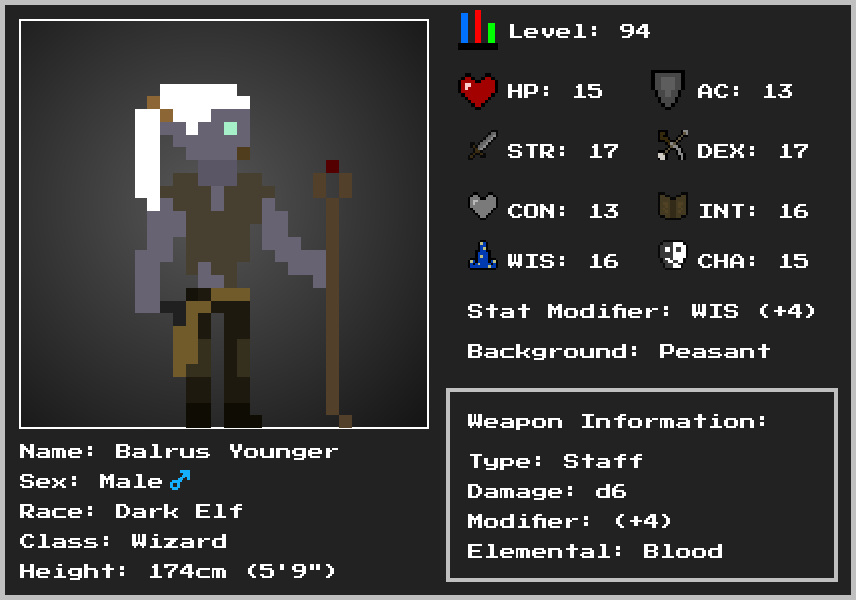 Level: 94
HP: 15 AC: 13
STR: 17 DEX: 17
CON: 13 INT: 16
WIS: 16 CHA: 15
Stat Modifier: WIS (+4)
Background: Peasant
Weapon Information:
Type: Staff
Damage: d6
Modifier: (+4)
Elemental: Blood
Name: Balrus Younger
Sex: Male ♂
Race: Dark Elf
Class: Wizard
Height: 174cm (5'9")